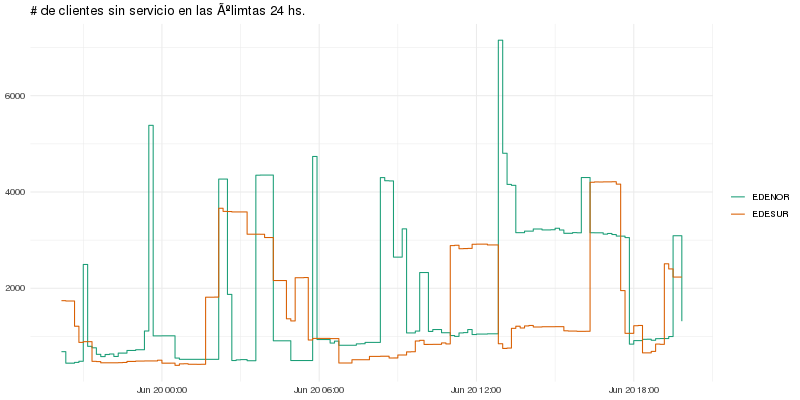 # de clientes sin servicio en las Ãºlimtas 24 hs.
6000
4000
2000
Jun 20 00:00
Jun 20 06:00
Jun 20 12:00
Jun 20 18:00
EDENOR
EDESUR